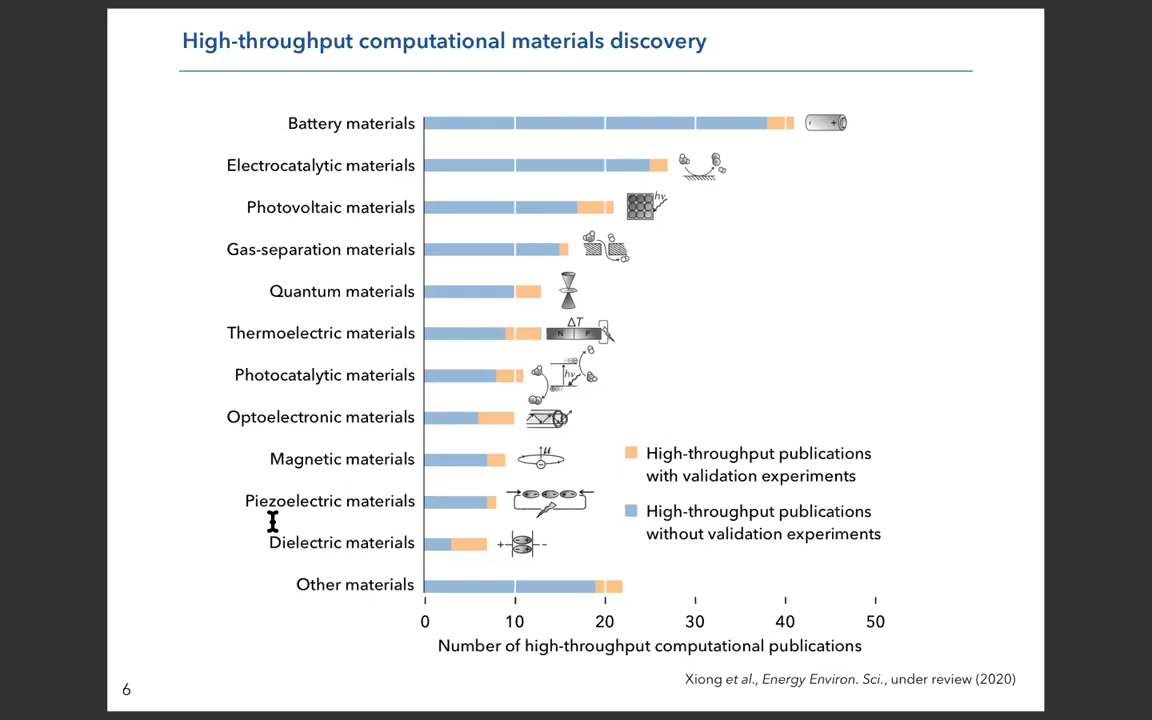 High-throughput computational materials discovery
Battery materials
- +
Electrocatalytic materials
Photovoltaic materials
hν
Gas-separation materials
Quantum materials
Thermoelectric materials
ΔT
N P
Photocatalytic materials
hν
Optoelectronic materials
Magnetic materials
μ
Piezoelectric materials
Dielectric materials
+ -
Other materials
High-throughput publications
with validation experiments
High-throughput publications
without validation experiments
0 10 20 30 40 50
Number of high-throughput computational publications
Xiong et al., Energy Environ. Sci., under review (2020)
6